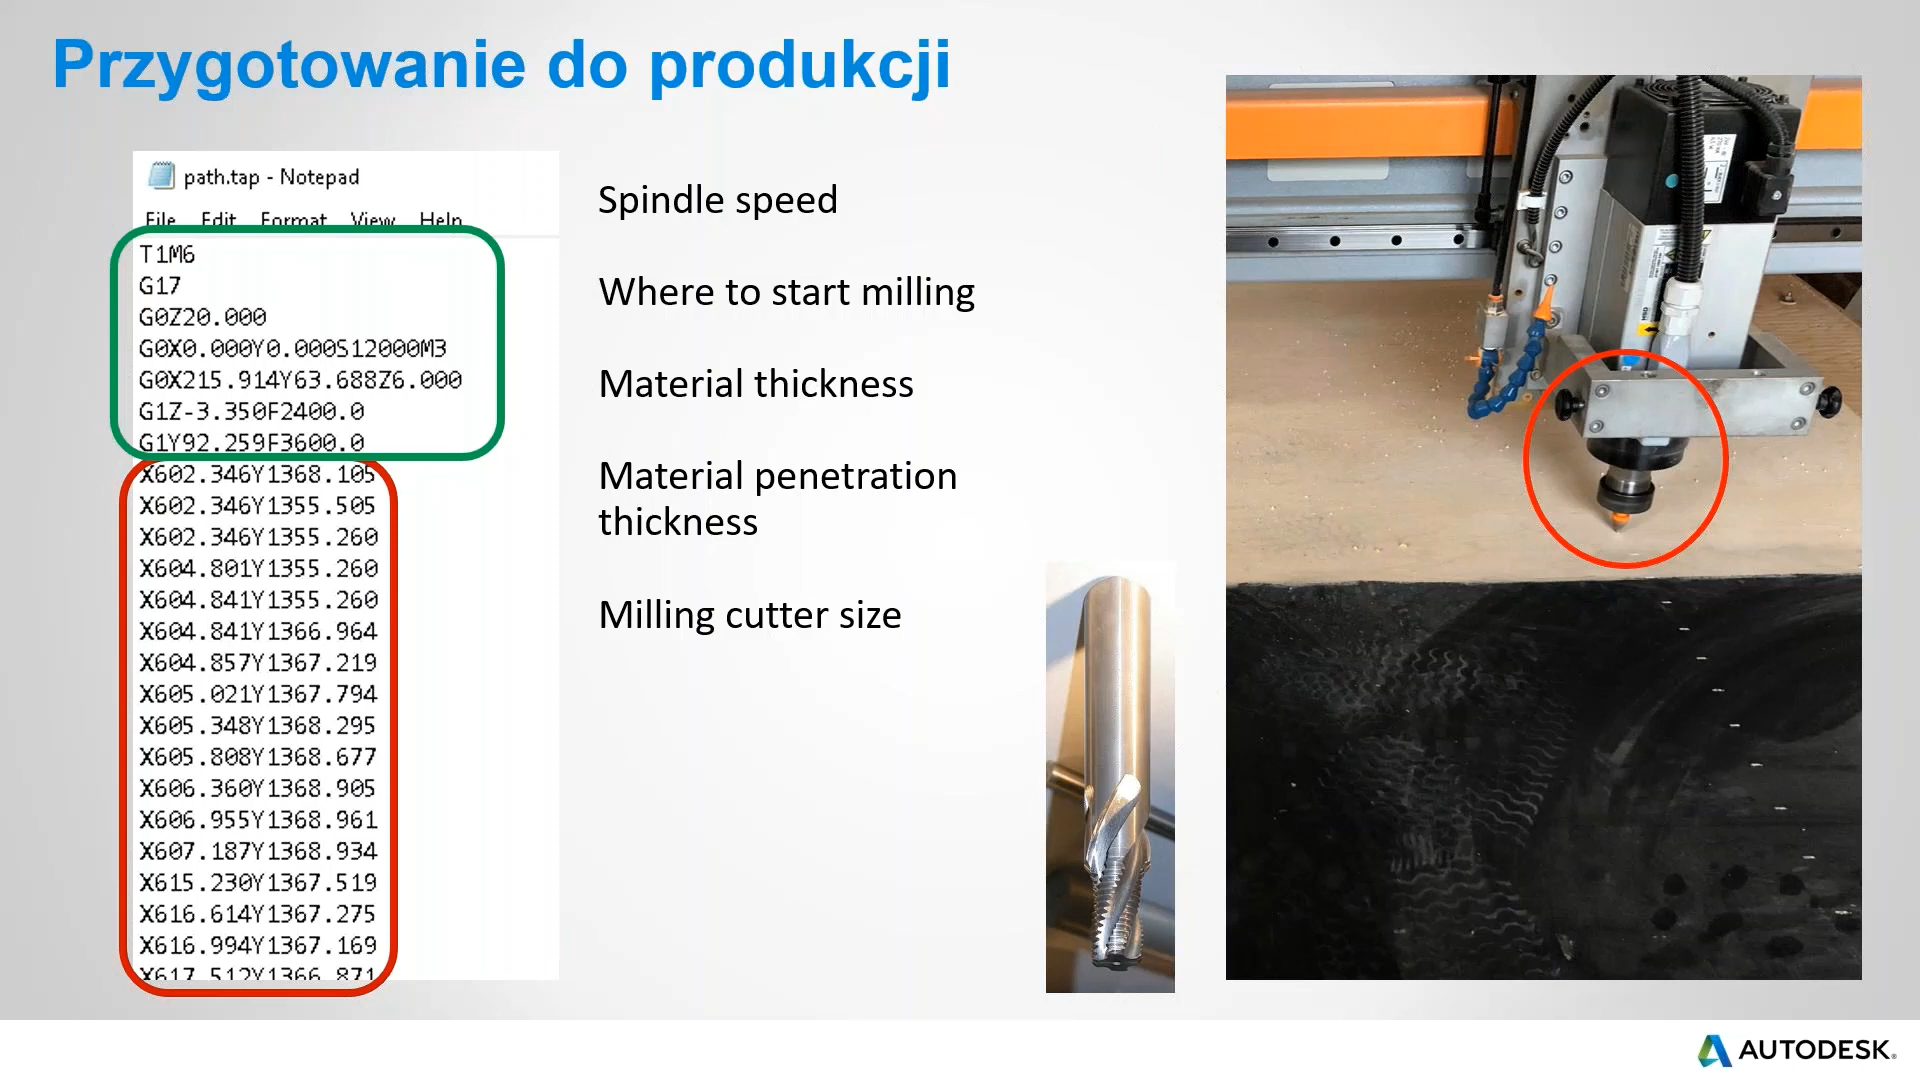 Przygotowanie do produkcji
path.tap - Notepad
File Edit Format View Help
T1M6
G17
G0Z20.000
G0X0.000Y0.000S12000M3
G0X215.914Y63.688Z6.000
G1Z-3.350F2400.0
G1Y92.259F3600.0
X602.346Y1368.105
X602.346Y1355.505
X602.346Y1355.260
X604.801Y1355.260
X604.841Y1355.260
X604.841Y1366.964
X604.857Y1367.219
X605.021Y1367.794
X605.348Y1368.295
X605.808Y1368.677
X606.360Y1368.905
X606.955Y1368.961
X607.187Y1368.934
X615.230Y1367.519
X616.614Y1367.275
X616.994Y1367.169
X617.512Y1366.871
Spindle speed
Where to start milling
Material thickness
Material penetration
thickness
Milling cutter size
AUTODESK®